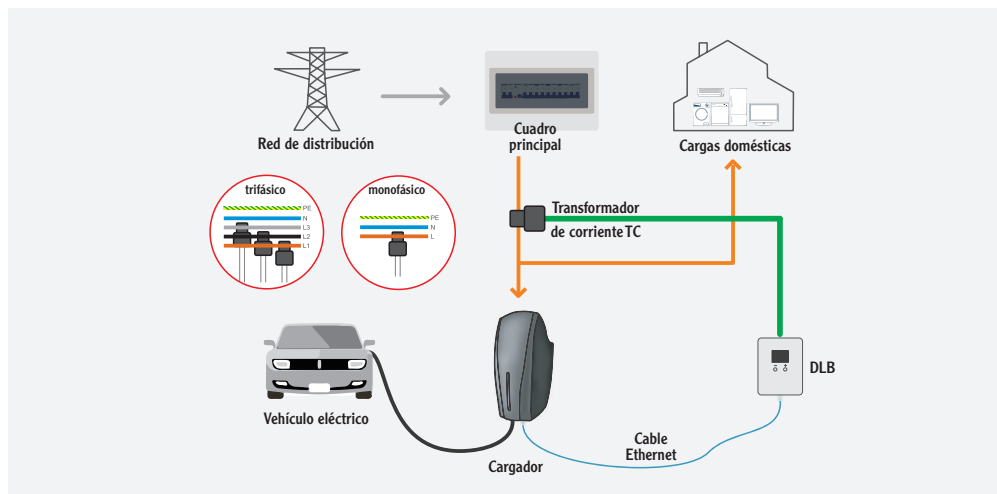 Red de distribución
Cuadro
principal
Cargas domésticas
trifásico
PE
N
L3
L2
L1
monofásico
PE
N
L
Transformador
de corriente TC
Vehículo eléctrico
Cargador
Cable
Ethernet
DLB